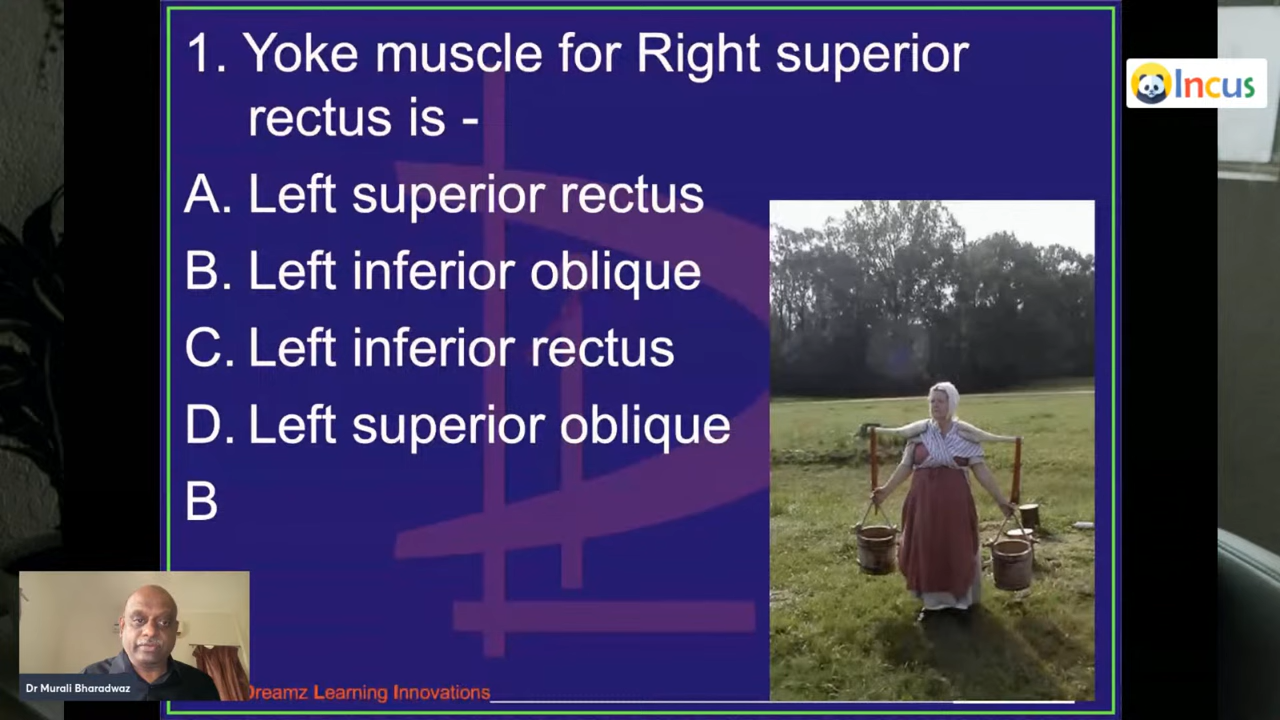 1. Yoke muscle for Right superior
rectus is -
A. Left superior rectus
B. Left inferior oblique
C. Left inferior rectus
D. Left superior oblique
B
Incus
Dr Murali Bharadwaz
Dreamz Learning Innovations